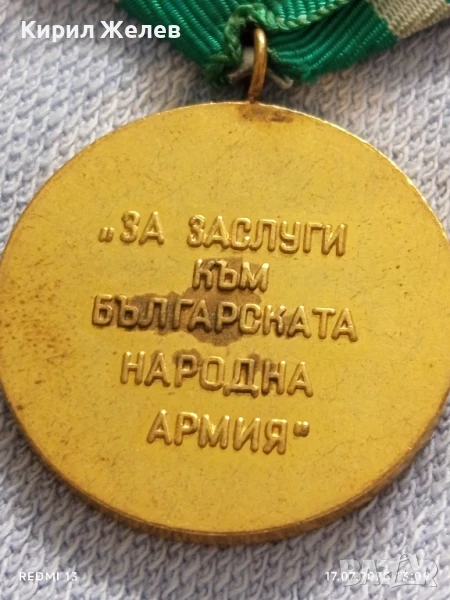 Кирил Желев
„ЗА ЗАСЛУГИ
КЪМ
БЪЛГАРСКАТА
НАРОДНА
АРМИЯ“
REDMI 13